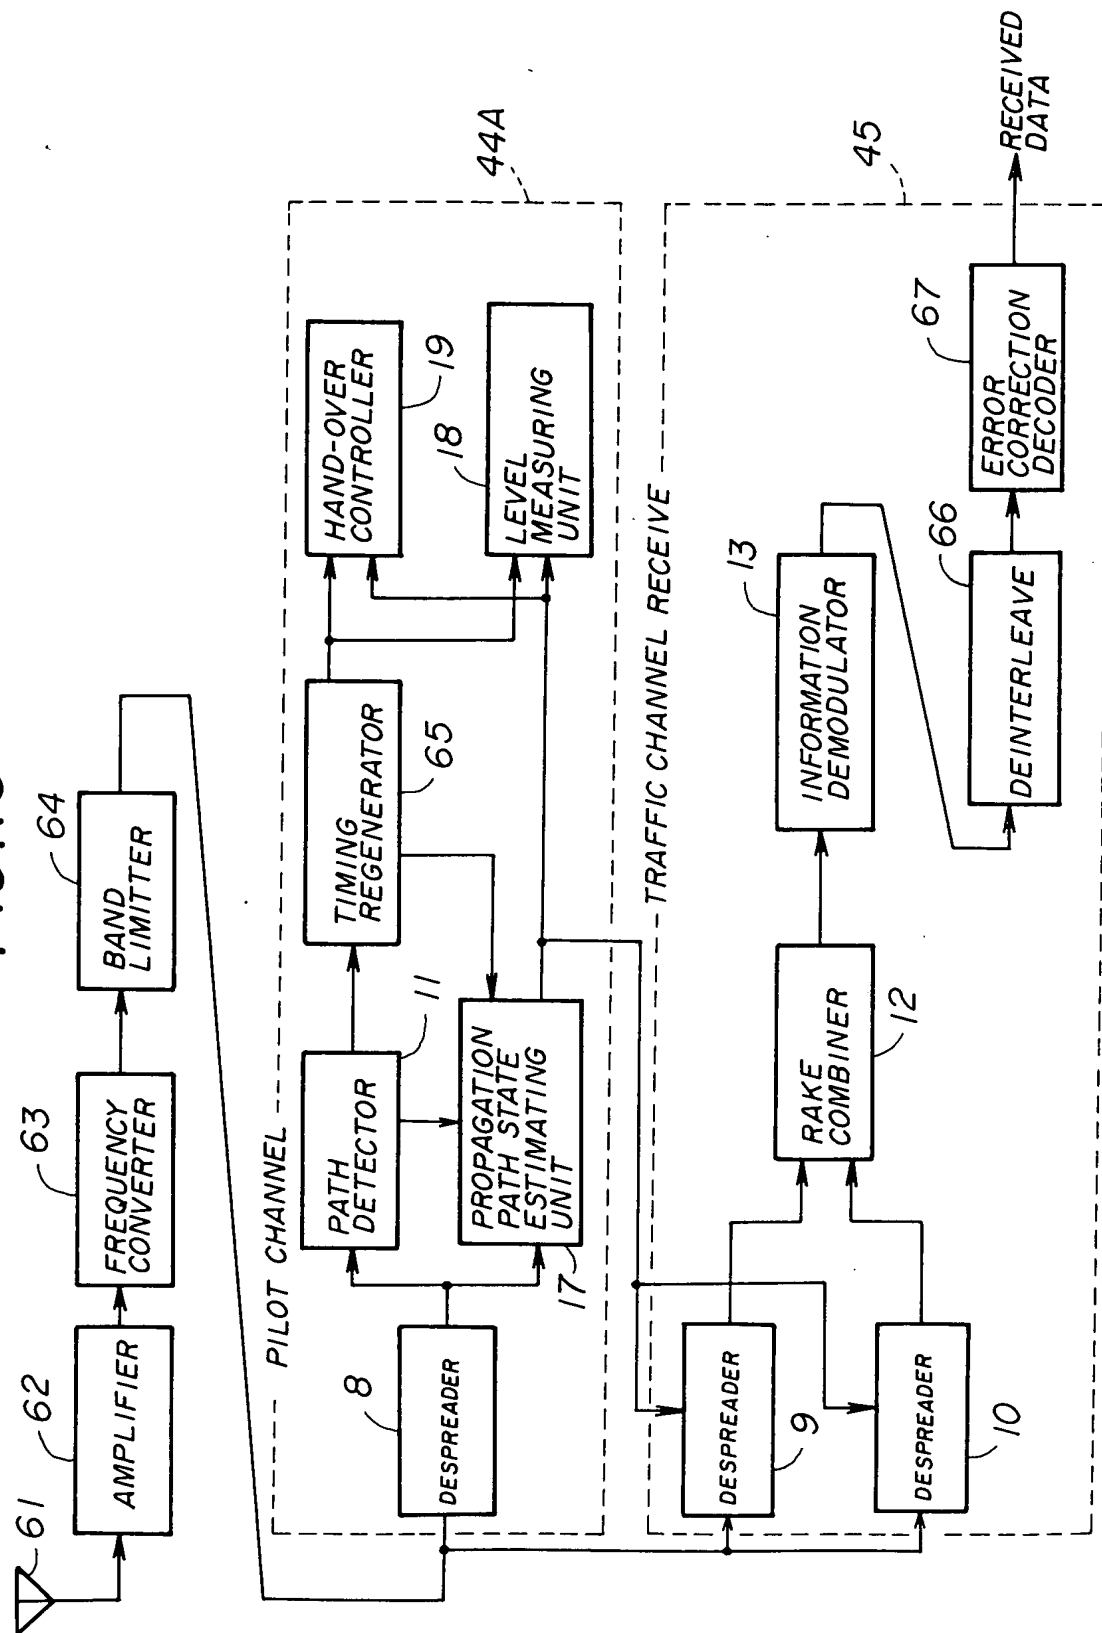 61
AMPLIFIER
62
FREQUENCY
CONVERTER
63
BAND
LIMITTER
64
PILOT CHANNEL
44A
DESPREADER
8
PATH
DETECTOR
11
TIMING
REGENERATOR
65
HAND-OVER
CONTROLLER
19
PROPAGATION
PATH STATE
ESTIMATING
UNIT
17
LEVEL
MEASURING
UNIT
18
TRAFFIC CHANNEL RECEIVE
45
DESPREADER
9
DESPREADER
10
RAKE
COMBINER
12
INFORMATION
DEMODULATOR
13
DEINTERLEAVE
66
ERROR
CORRECTION
DECODER
67
RECEIVED
DATA